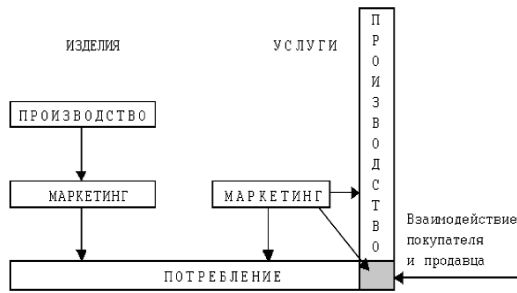 ИЗДЕЛИЯ
УСЛУГИ
ПРОИЗВОДСТВО
ПРОИЗВОДСТВО
МАРКЕТИНГ
МАРКЕТИНГ
Взаимодействие
покупателя
и продавца
ПОТРЕБЛЕНИЕ